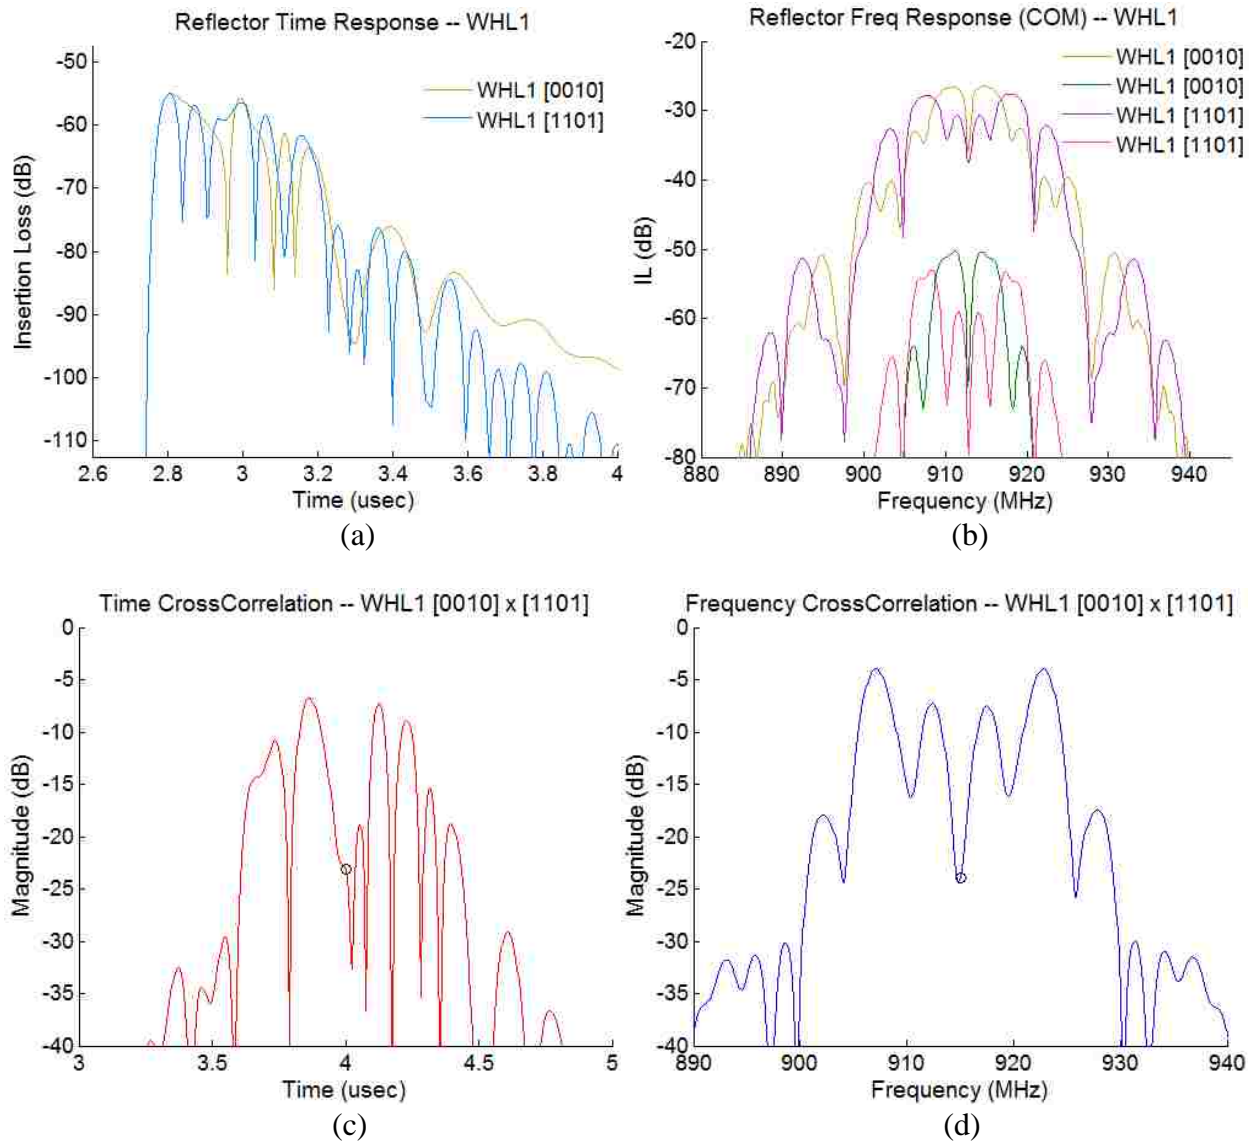 Reflector Time Response -- WHL1
-50
-60
-70
-80
-90
-100
-110
Insertion Loss (dB)
WHL1 [0010]
WHL1 [1101]
2.6
2.8
3
3.2
3.4
3.6
3.8
4
Time (usec)
(a)
Reflector Freq Response (COM) -- WHL1
-20
-30
-40
-50
-60
-70
-80
IL (dB)
WHL1 [0010]
WHL1 [0010]
WHL1 [1101]
WHL1 [1101]
880
890
900
910
920
930
940
Frequency (MHz)
(b)
Time CrossCorrelation -- WHL1 [0010] x [1101]
0
-5
-10
-15
-20
-25
-30
-35
-40
Magnitude (dB)
3
3.5
4
4.5
5
Time (usec)
(c)
Frequency CrossCorrelation -- WHL1 [0010] x [1101]
0
-5
-10
-15
-20
-25
-30
-35
-40
Magnitude (dB)
890
900
910
920
930
940
Frequency (MHz)
(d)